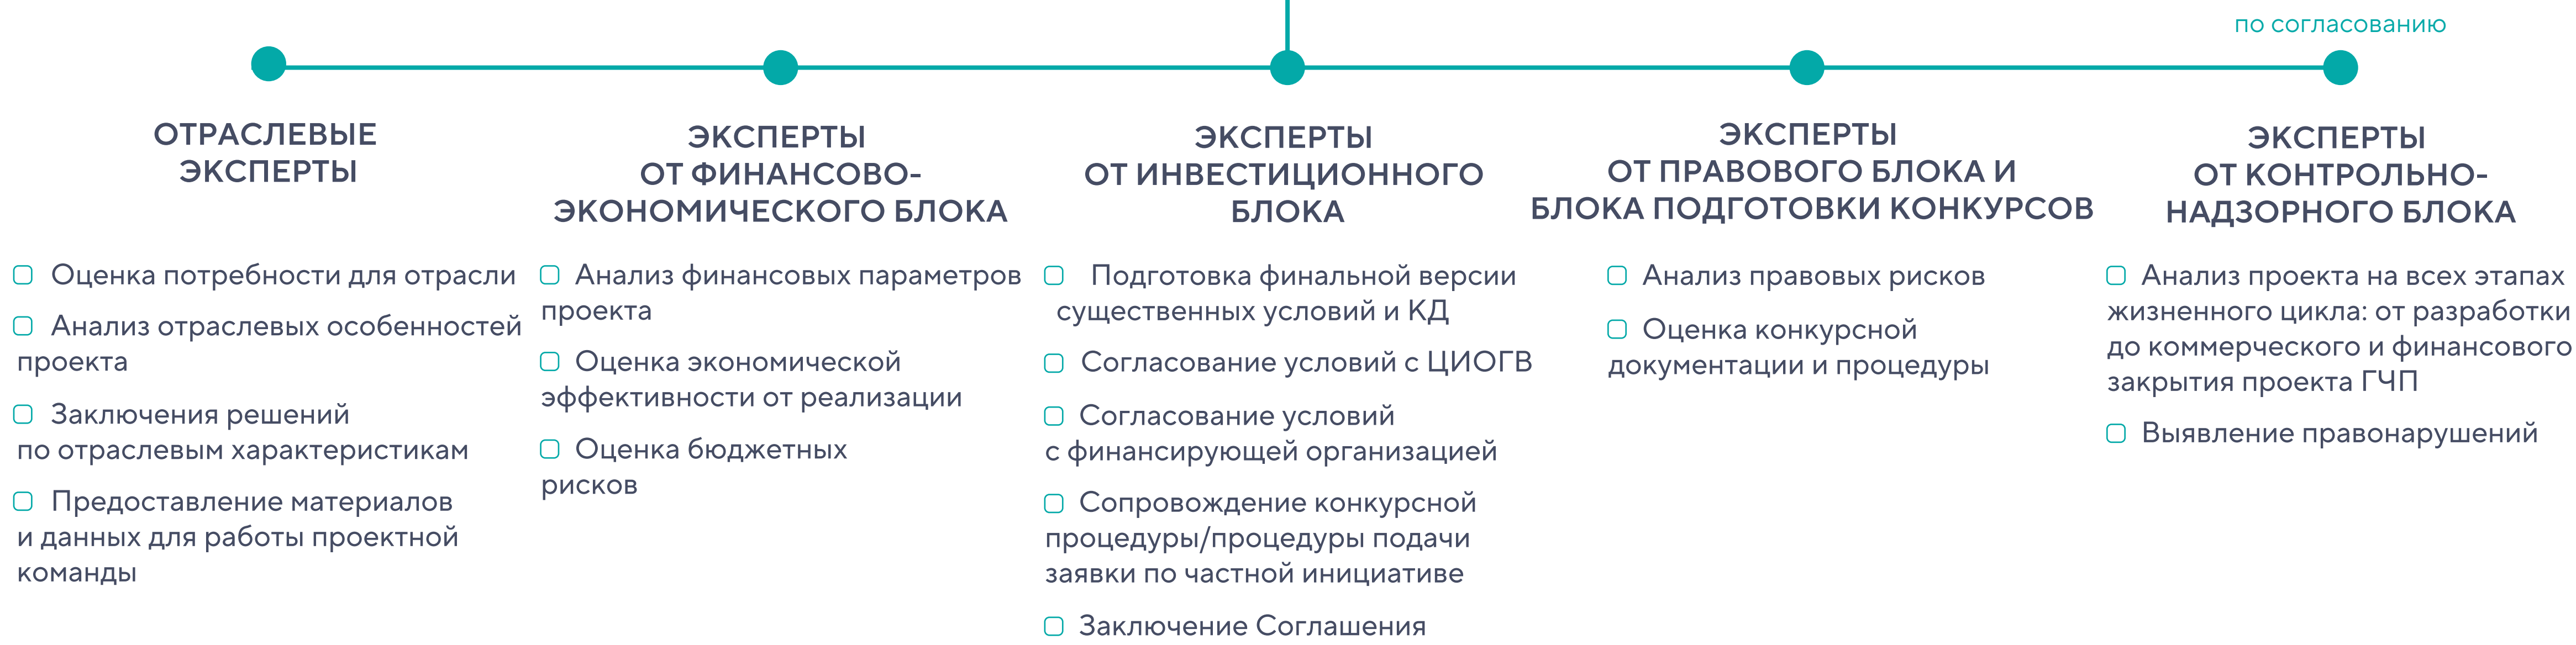 по согласованию
ОТРАСЛЕВЫЕ
ЭКСПЕРТЫ
Оценка потребности для отрасли
Анализ отраслевых особенностей
проекта
Заключения решений
по отраслевым характеристикам
Предоставление материалов
и данных для работы проектной
команды
ЭКСПЕРТЫ
ОТ ФИНАНСОВО-
ЭКОНОМИЧЕСКОГО БЛОКА
Анализ финансовых параметров
проекта
Оценка экономической
эффективности от реализации
Оценка бюджетных
рисков
ЭКСПЕРТЫ
ОТ ИНВЕСТИЦИОННОГО
БЛОКА
Подготовка финальной версии
существенных условий и КД
Согласование условий с ЦИОГВ
Согласование условий
с финансирующей организацией
Сопровождение конкурсной
процедуры/процедуры подачи
заявки по частной инициативе
Заключение Соглашения
ЭКСПЕРТЫ
ОТ ПРАВОВОГО БЛОКА И
БЛОКА ПОДГОТОВКИ КОНКУРСОВ
Анализ правовых рисков
Оценка конкурсной
документации и процедуры
ЭКСПЕРТЫ
ОТ КОНТРОЛЬНО-
НАДЗОРНОГО БЛОКА
Анализ проекта на всех этапах
жизненного цикла: от разработки
до коммерческого и финансового
закрытия проекта ГЧП
Выявление правонарушений